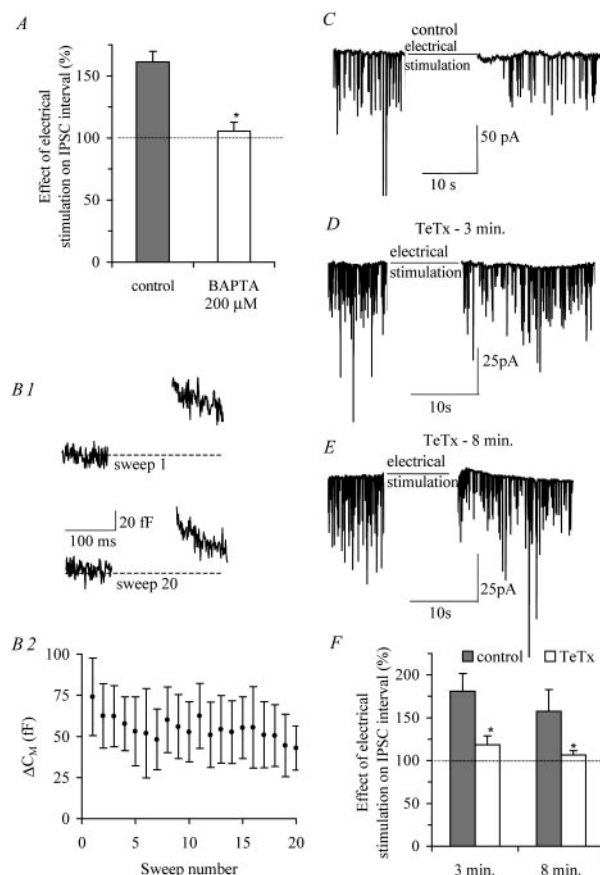 A
Effect of electrical
stimulation on IPSC interval (%)
150
100
50
0
control
BAPTA
200 µM
*
B1
sweep 1
20 fF
100 ms
sweep 20
B2
ΔC_M (fF)
100
75
50
25
0
0
5
10
15
20
Sweep number
C
control
electrical
stimulation
50 pA
10 s
D
TeTx - 3 min.
electrical
stimulation
25pA
10s
E
TeTx - 8 min.
electrical
stimulation
25pA
10s
F
control
TeTx
Effect of electrical
stimulation on IPSC interval (%)
200
150
100
50
0
*
*
3 min.
8 min.